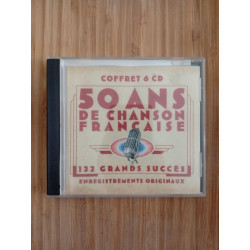 COFFRET 6 CD
50 ANS
DE CHANSON
FRANÇAISE
132 GRANDS SUCCÈS
ENREGISTREMENTS ORIGINAUX